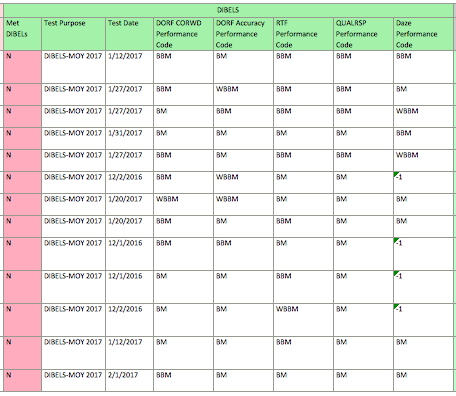 DIBELS
Met DIBELs Test Purpose Test Date DORF CORWD Performance Code DORF Accuracy Performance Code RTF Performance Code QUALRSP Performance Code Daze Performance Code
N DIBELS-MOY 2017 1/12/2017 BBM BBM BBM BBM BBM
N DIBELS-MOY 2017 1/27/2017 BBM WBBM BBM BBM BM
N DIBELS-MOY 2017 1/27/2017 BM BBM BBM BBM WBBM
N DIBELS-MOY 2017 1/31/2017 BM BM BM BM BBM
N DIBELS-MOY 2017 1/27/2017 BBM BBM BBM BBM WBBM
N DIBELS-MOY 2017 12/2/2016 BBM WBBM BM BM -1
N DIBELS-MOY 2017 1/20/2017 WBBM WBBM BM BM BM
N DIBELS-MOY 2017 1/20/2017 BBM BM BBM BM BM
N DIBELS-MOY 2017 12/1/2016 BBM BBM BM BM -1
N DIBELS-MOY 2017 12/1/2016 BM BM BBM BM -1
N DIBELS-MOY 2017 12/2/2016 BM BM WBBM BM -1
N DIBELS-MOY 2017 1/12/2017 BM BM BBM BM BM
N DIBELS-MOY 2017 2/1/2017 BBM BM BM BM BM